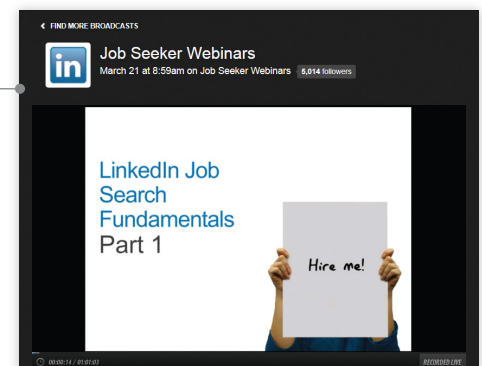 FIND MORE BROADCASTS
in
Job Seeker Webinars
March 21 at 8:59am on Job Seeker Webinars 5,014 followers
LinkedIn Job
Search
Fundamentals
Part 1
Hire me!
00:00:14 / 01:01:03
RECORDED LIVE